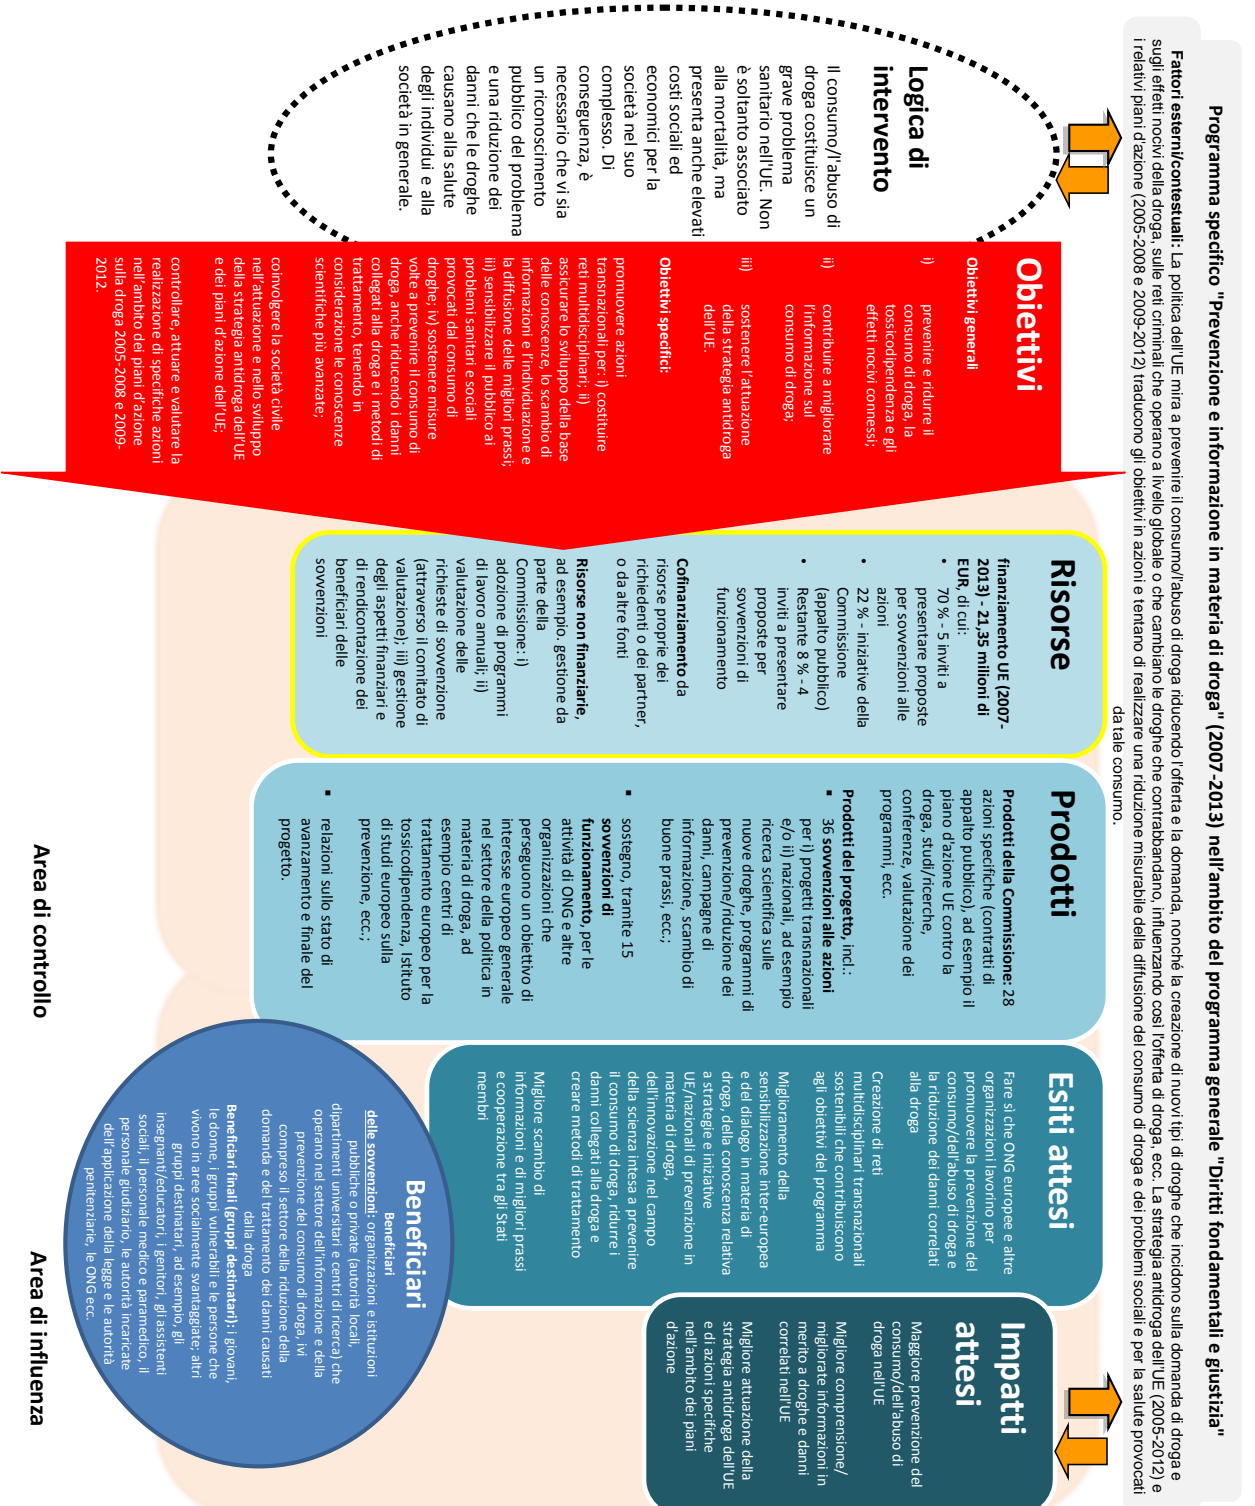 Programma specifico "Prevenzione e informazione in materia di droga" (2007-2013) nell'ambito del programma generale "Diritti fondamentali e giustizia"
Fattori esterni/contestuali: La politica dell'UE mira a prevenire il consumo/l'abuso di droga riducendo l'offerta e la domanda, nonché la creazione di nuovi tipi di droghe che incidono sulla domanda di droga e
sugli effetti nocivi della droga, sulle reti criminali che operano a livello globale o che cambiano le droghe che contrabbandano, influenzando così l'offerta di droga, ecc. La strategia antidroga dell'UE (2005-2012) e
i relativi piani d'azione (2005-2008 e 2009-2012) traducono gli obiettivi in azioni e tentano di realizzare una riduzione misurabile della diffusione del consumo di droga e dei problemi sociali e per la salute provocati
da tale consumo.
Logica di
intervento
Il consumo/l'abuso di
droga costituisce un
grave problema
sanitario nell'UE. Non
è soltanto associato
alla mortalità, ma
presenta anche elevati
costi sociali ed
economici per la
società nel suo
complesso. Di
conseguenza, è
necessario che vi sia
un riconoscimento
pubblico del problema
e una riduzione dei
danni che le droghe
causano alla salute
degli individui e alla
società in generale.
Obiettivi
Obiettivi generali
i) prevenire e ridurre il
consumo di droga, la
tossicodipendenza e gli
effetti nocivi connessi;
ii) contribuire a migliorare
l'informazione sul
consumo di droga;
iii) sostenere l'attuazione
della strategia antidroga
dell'UE.
Obiettivi specifici:
promuovere azioni
transnazionali per: i) costituire
reti multidisciplinari; ii)
assicurare lo sviluppo della base
delle conoscenze, lo scambio di
informazioni e l'individuazione e
la diffusione delle migliori prassi;
iii) sensibilizzare il pubblico ai
problemi sanitari e sociali
provocati dal consumo di
droghe; iv) sostenere misure
volte a prevenire il consumo di
droga, anche riducendo i danni
collegati alla droga e i metodi di
trattamento, tenendo in
considerazione le conoscenze
scientifiche più avanzate;
coinvolgere la società civile
nell'attuazione e nello sviluppo
della strategia antidroga dell'UE
e dei piani d'azione dell'UE;
controllare, attuare e valutare la
realizzazione di specifiche azioni
nell'ambito dei piani d'azione
sulla droga 2005-2008 e 2009-
2012.
Risorse
finanziamento UE (2007-
2013) - 21,35 milioni di
EUR, di cui:
• 70 % - 5 inviti a
presentare proposte
per sovvenzioni alle
azioni
• 22 % - iniziative della
Commissione
(appalto pubblico)
• Restante 8 % - 4
inviti a presentare
proposte per
sovvenzioni di
funzionamento
Cofinanziamento da
risorse proprie dei
richiedenti o dei partner,
o da altre fonti
Risorse non finanziarie,
ad esempio. gestione da
parte della
Commissione: i)
adozione di programmi
di lavoro annuali; ii)
valutazione delle
richieste di sovvenzione
(attraverso il comitato di
valutazione); iii) gestione
degli aspetti finanziari e
di rendicontazione dei
beneficiari delle
sovvenzioni
Prodotti
Prodotti della Commissione: 28
azioni specifiche (contratti di
appalto pubblico), ad esempio il
piano d'azione UE contro la
droga, studi/ricerche,
conferenze, valutazione dei
programmi, ecc.
Prodotti del progetto, incl.:
▪ 36 sovvenzioni alle azioni
per i) progetti transnazionali
e/o ii) nazionali, ad esempio
ricerca scientifica sulle
nuove droghe, programmi di
prevenzione/riduzione dei
danni, campagne di
informazione, scambio di
buone prassi, ecc.;
▪ sostegno, tramite 15
sovvenzioni di
funzionamento, per le
attività di ONG e altre
organizzazioni che
perseguono un obiettivo di
interesse europeo generale
nel settore della politica in
materia di droga, ad
esempio centri di
trattamento europeo per la
tossicodipendenza, Istituto
di studi europeo sulla
prevenzione, ecc.;
▪ relazioni sullo stato di
avanzamento e finale del
progetto.
Esiti attesi
Fare sì che ONG europee e altre
organizzazioni lavorino per
promuovere la prevenzione del
consumo/dell'abuso di droga e
la riduzione dei danni correlati
alla droga
Creazione di reti
multidisciplinari transnazionali
sostenibili che contribuiscono
agli obiettivi del programma
Miglioramento della
sensibilizzazione inter-europea
e del dialogo in materia di
droga, della conoscenza relativa
a strategie e iniziative
UE/nazionali di prevenzione in
materia di droga,
dell'innovazione nel campo
della scienza intesa a prevenire
il consumo di droga, ridurre i
danni collegati alla droga e
creare metodi di trattamento
Migliore scambio di
informazioni e di migliori prassi
e cooperazione tra gli Stati
membri
Impatti
attesi
Maggiore prevenzione del
consumo/dell'abuso di
droga nell'UE
Migliore comprensione/
migliorate informazioni in
merito a droghe e danni
correlati nell'UE
Migliore attuazione della
strategia antidroga dell'UE
e di azioni specifiche
nell'ambito dei piani
d'azione
Beneficiari
Beneficiari
delle sovvenzioni: organizzazioni e istituzioni
pubbliche o private (autorità locali,
dipartimenti universitari e centri di ricerca) che
operano nel settore dell'informazione e della
prevenzione del consumo di droga, ivi
compreso il settore della riduzione della
domanda e del trattamento dei danni causati
dalla droga
Beneficiari finali (gruppi destinatari): i giovani,
le donne, i gruppi vulnerabili e le persone che
vivono in aree socialmente svantaggiate; altri
gruppi destinatari, ad esempio, gli
insegnanti/educatori, i genitori, gli assistenti
sociali, il personale medico e paramedico, il
personale giudiziario, le autorità incaricate
dell'applicazione della legge e le autorità
penitenziarie, le ONG ecc.
Area di controllo
Area di influenza